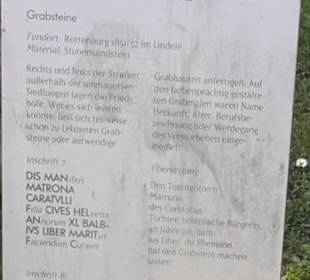 Grabsteine
Fundort: Rottenburg 1851/52 im Lindele
Material: Stubensandstein
Rechts und links der Straßen
außerhalb der ummauerten
Siedlungen lagen die Fried-
höfe. Wer es sich leisten
konnte, ließ sich teilweise
schon zu Lebzeiten Grab-
steine oder aufwendige
Grabbauten anfertigen. Auf
den farbenprächtig gestalte-
ten Grabmalen waren Name,
Herkunft, Alter, Berufsbe-
zeichnung oder Werdegang
des Verstorbenen einge-
meißelt.
Inschrift 7:
DIS MANibus
MATRONA
CARATVLLI
Filia CIVES HELvetia
ANnorum XL BALB-
IVS LIBER MARITus
Faciendum Curavit
Übersetzung
Den Totengöttern
Matrona,
des Caratullus
Tochter, helvetische Bürgerin,
40 Jahre alt. Balb-
ius Liber, ihr Ehemann,
hat den Grabstein machen
lassen.
Inschrift 8: